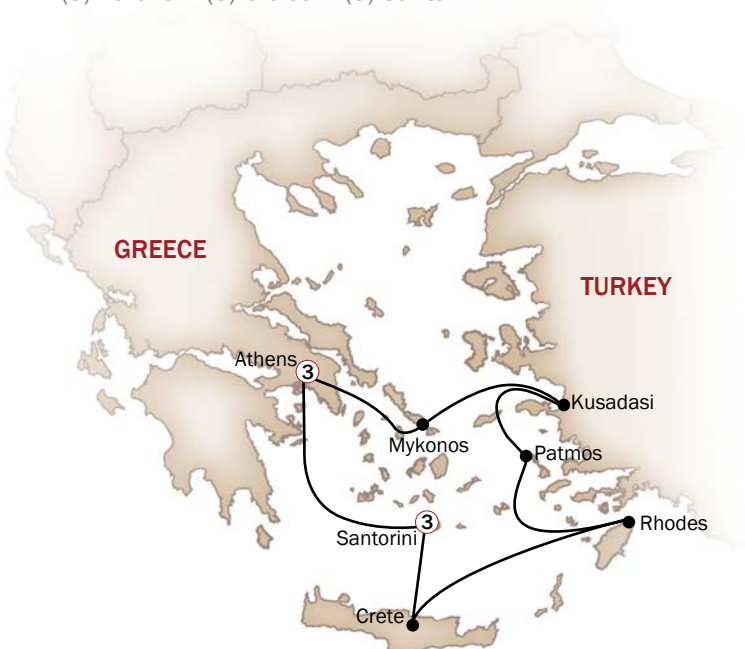 GREECE
TURKEY
Athens
3
Kusadasi
Mykonos
Patmos
3
Rhodes
Santorini
Crete